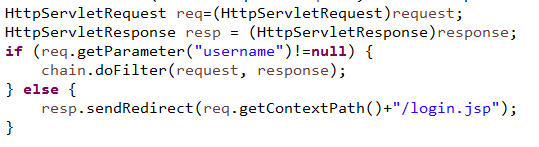 HttpServletRequest req=(HttpServletRequest)request;
HttpServletResponse resp = (HttpServletResponse)response;
if (req.getParameter("username")!=null) {
    chain.doFilter(request, response);
} else {
    resp.sendRedirect(req.getContextPath()+"/login.jsp");
}